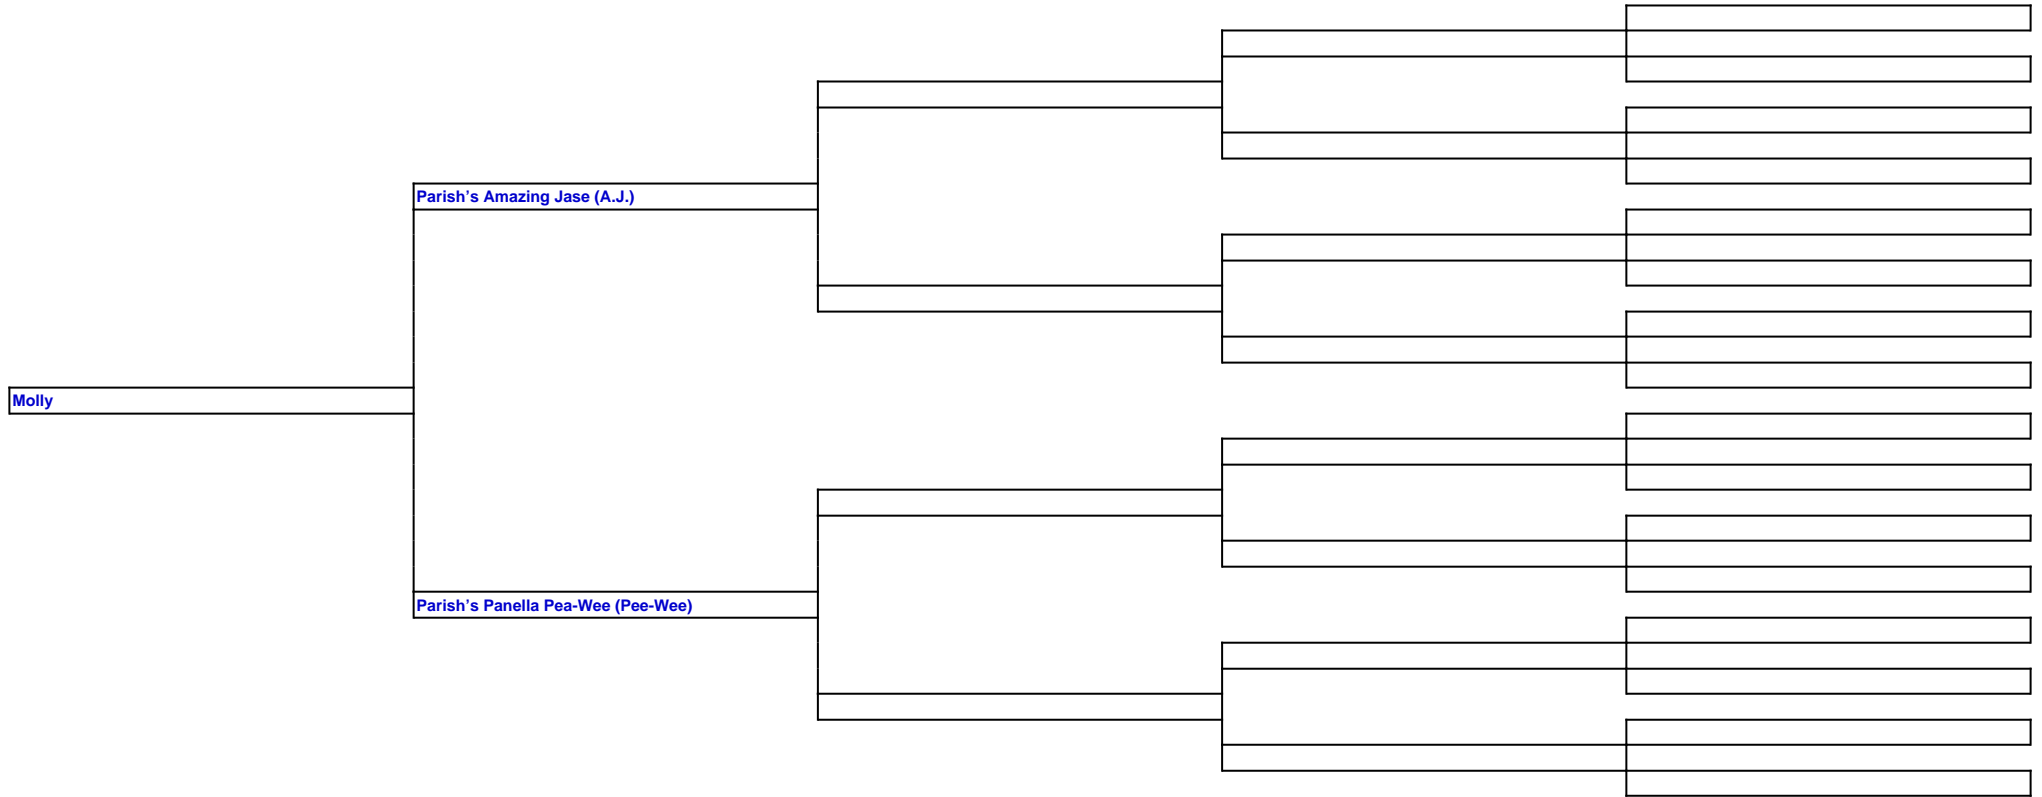 Parish’s Amazing Jase (A.J.)
Molly
Parish’s Panella Pea-Wee (Pee-Wee)